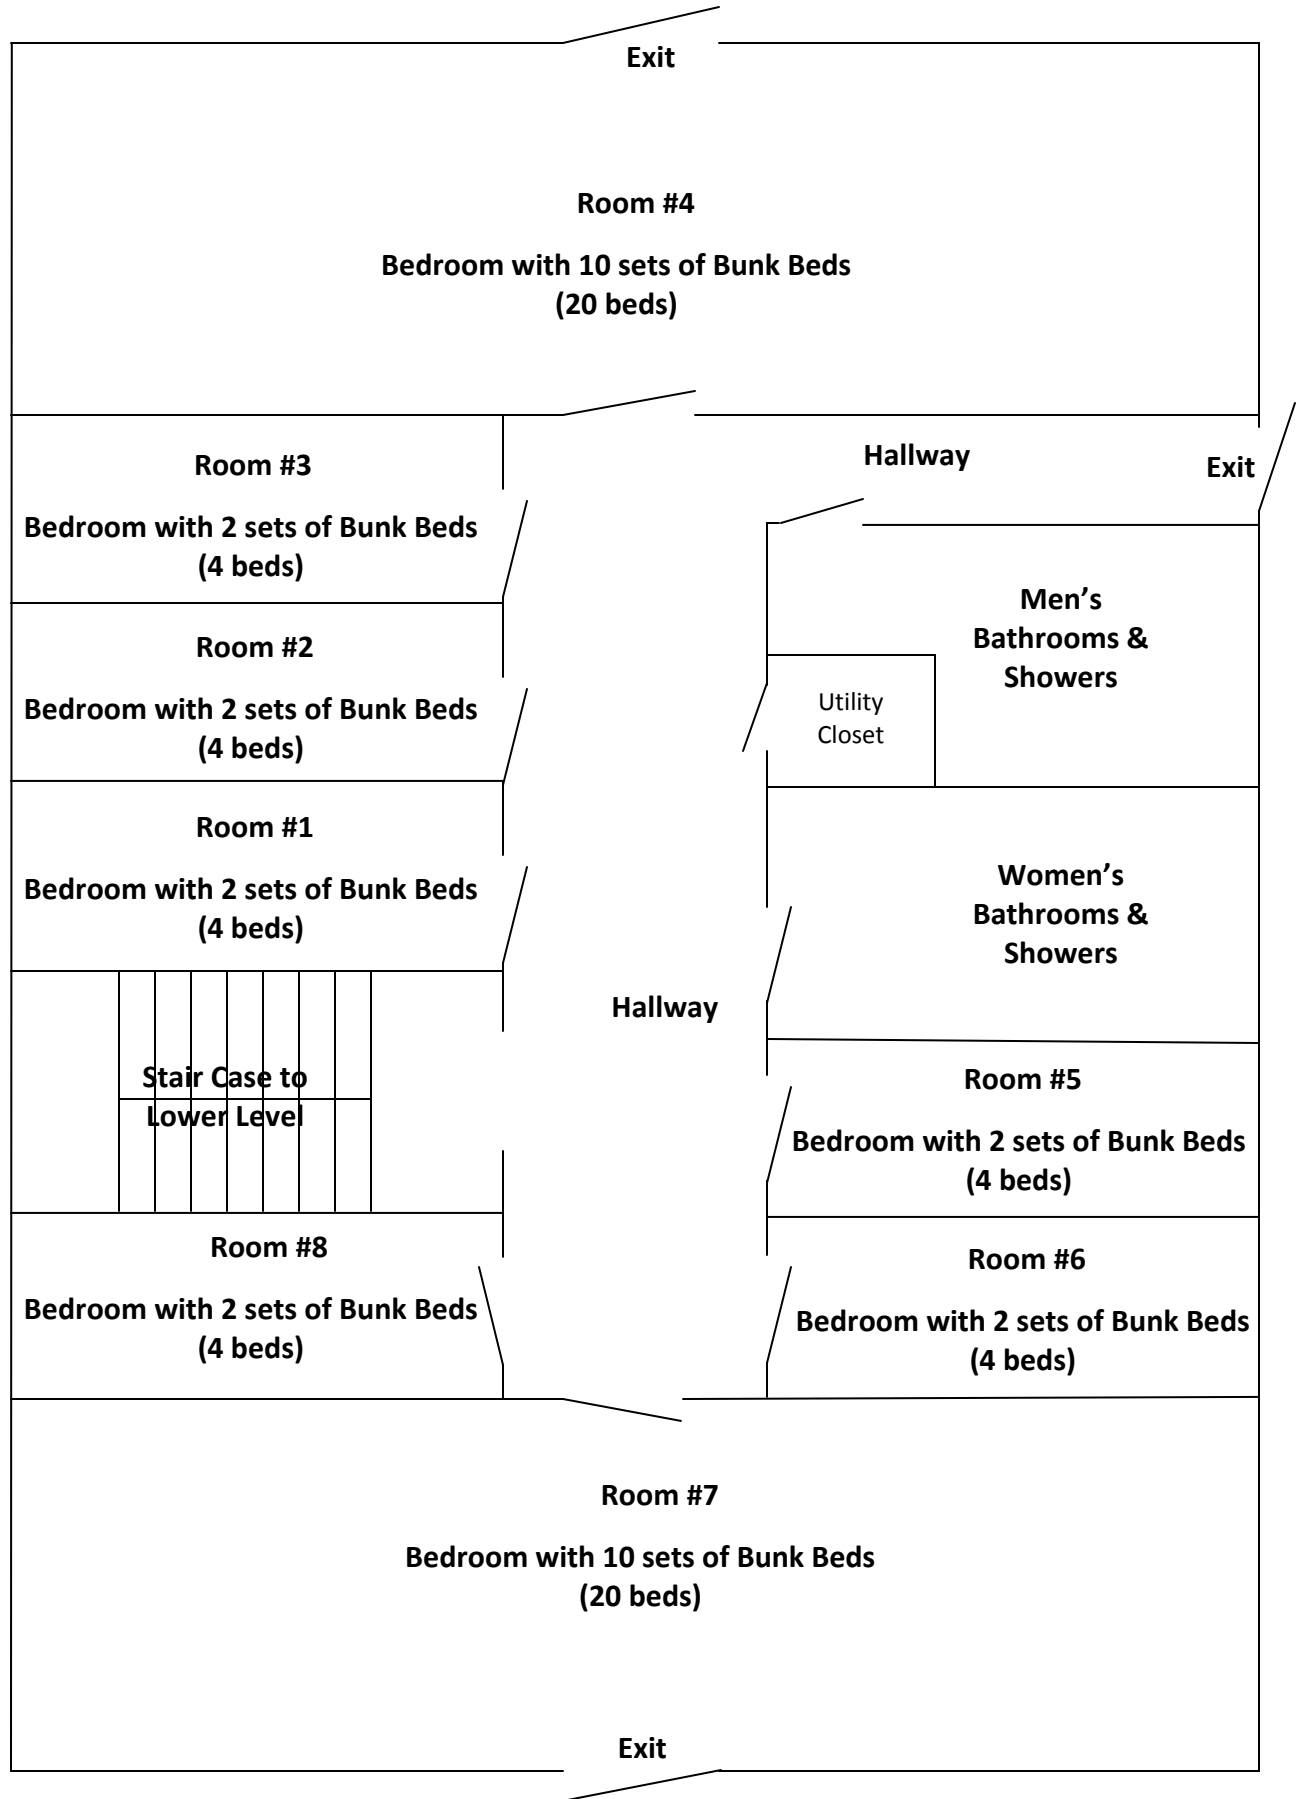 Exit
Room #4
Bedroom with 10 sets of Bunk Beds
(20 beds)
Hallway
Exit
Room #3
Bedroom with 2 sets of Bunk Beds
(4 beds)
Men’s
Bathrooms &
Showers
Room #2
Bedroom with 2 sets of Bunk Beds
(4 beds)
Utility
Closet
Room #1
Bedroom with 2 sets of Bunk Beds
(4 beds)
Women’s
Bathrooms &
Showers
Hallway
Stair Case to
Lower Level
Room #5
Bedroom with 2 sets of Bunk Beds
(4 beds)
Room #8
Bedroom with 2 sets of Bunk Beds
(4 beds)
Room #6
Bedroom with 2 sets of Bunk Beds
(4 beds)
Room #7
Bedroom with 10 sets of Bunk Beds
(20 beds)
Exit